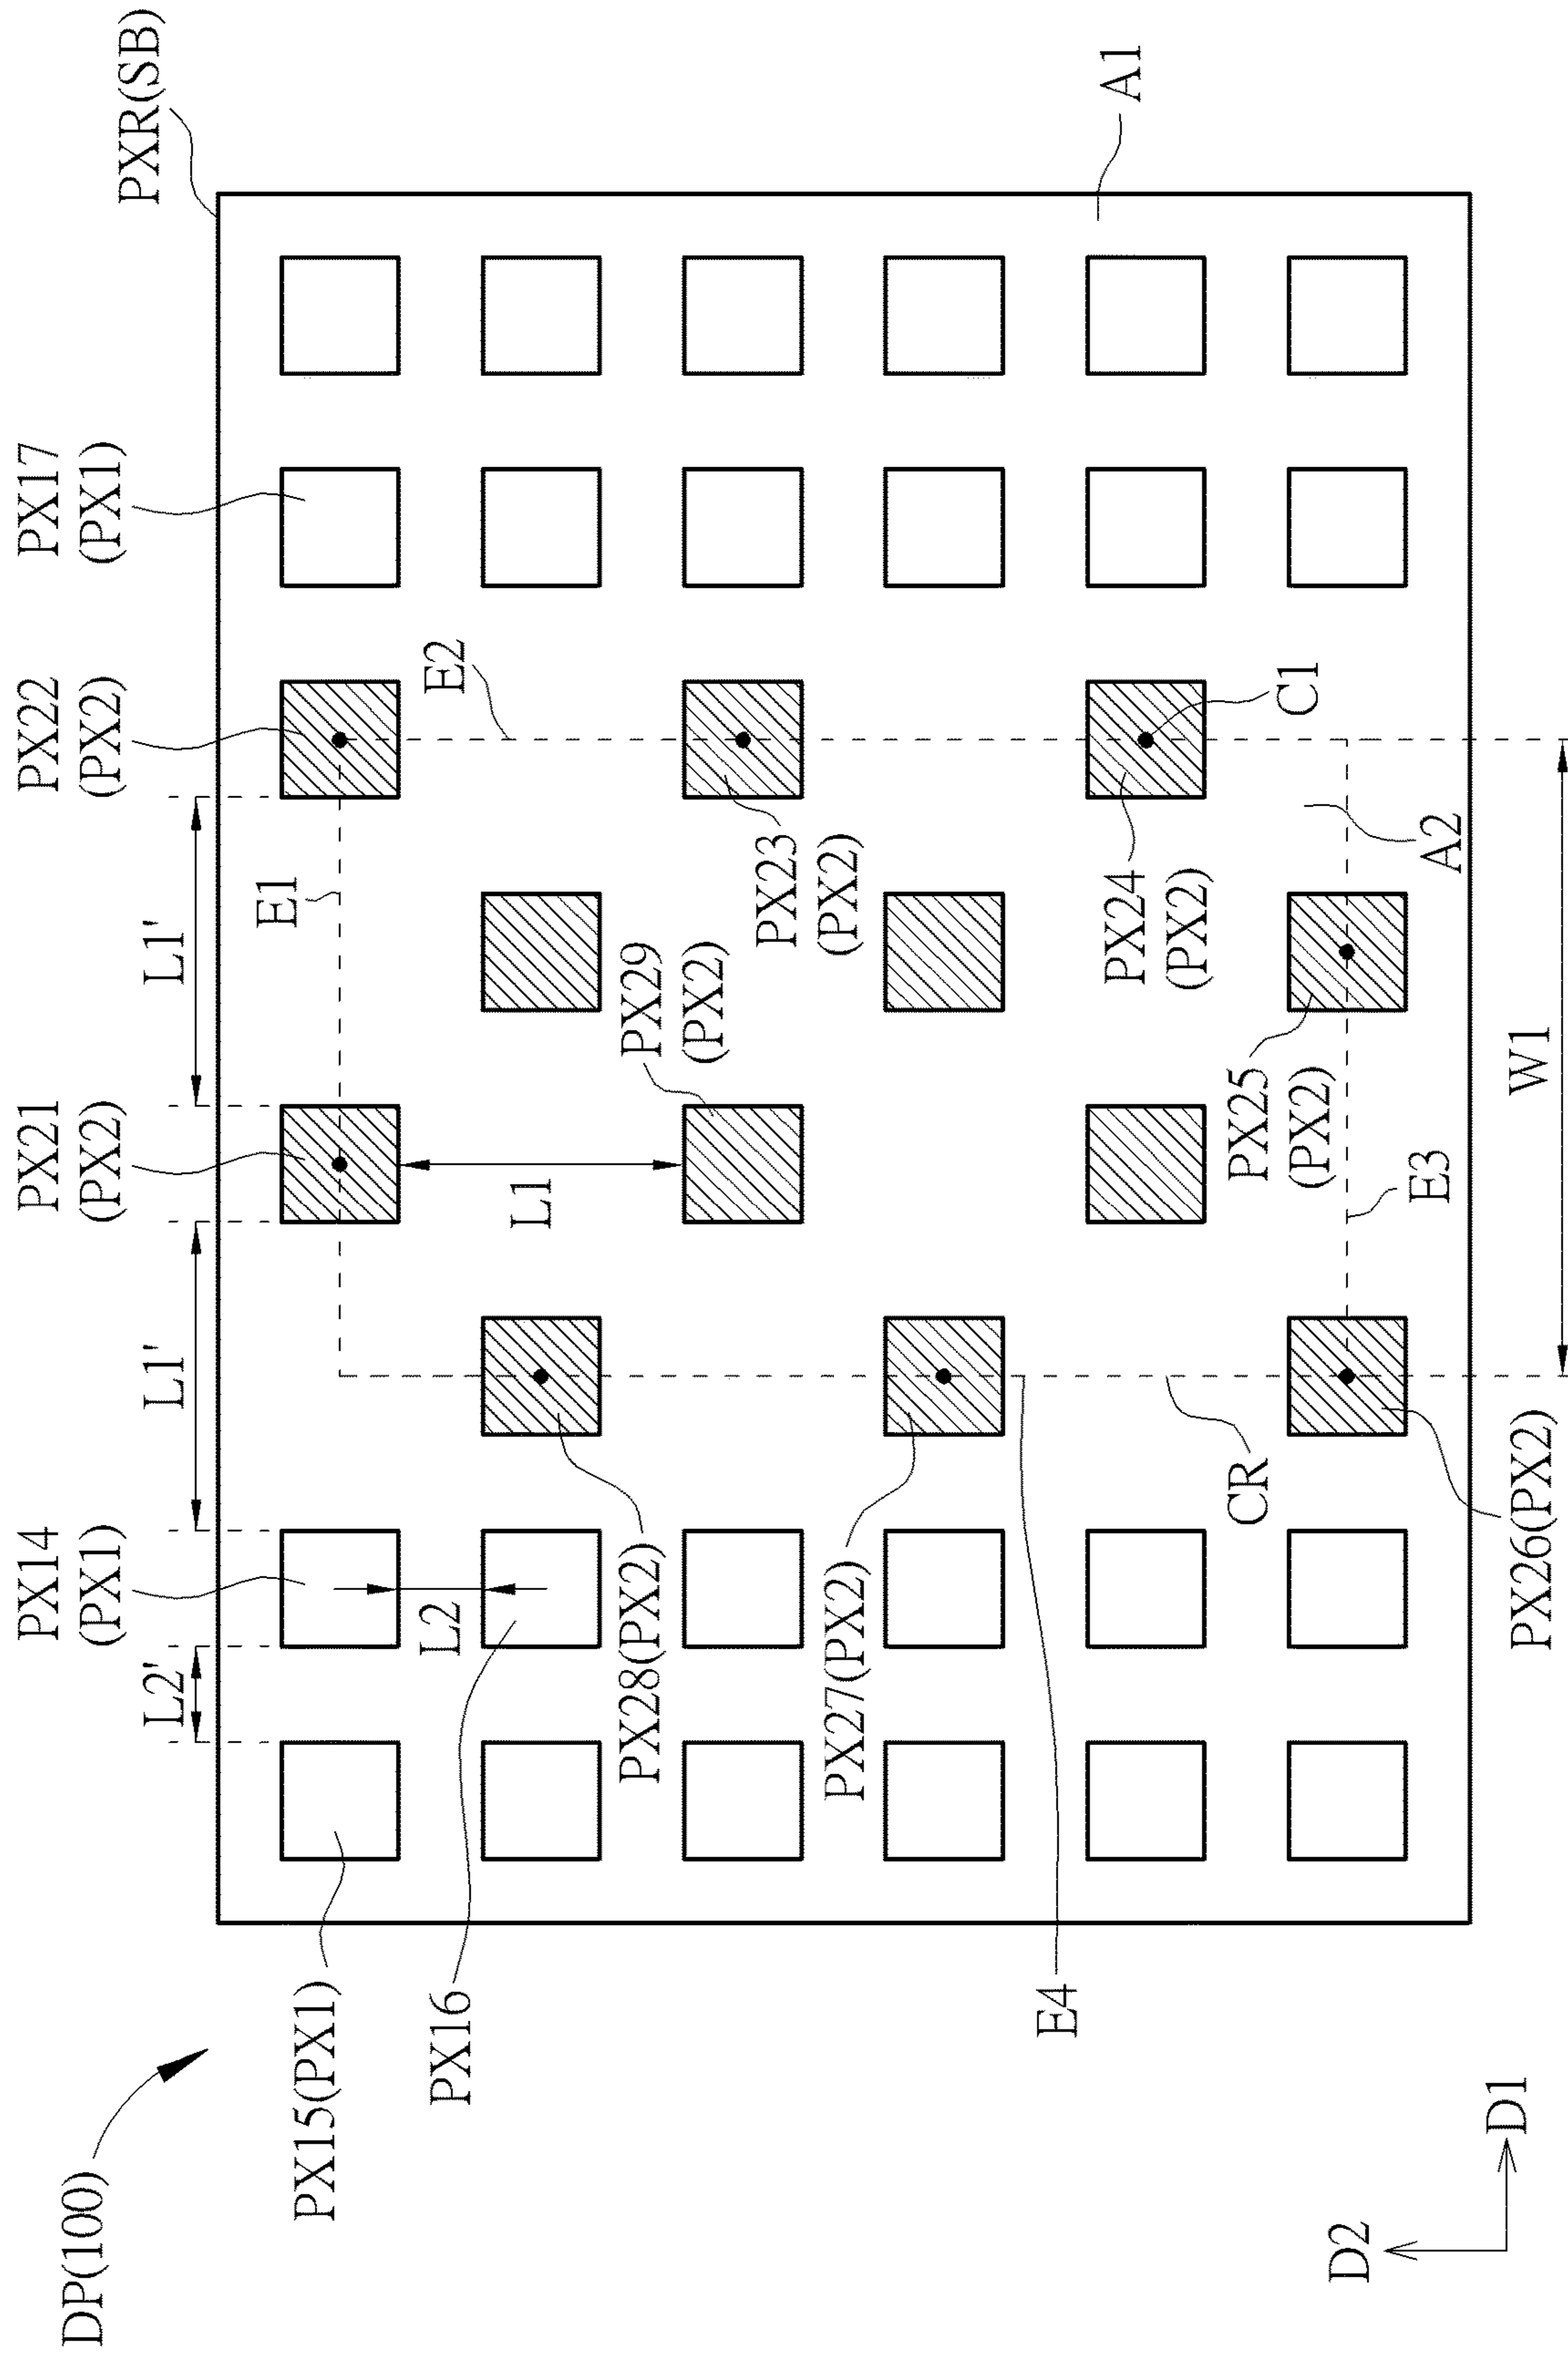 DP(100)
PX15(PX1)
L2'
PX14
(PX1)
L1'
PX21
(PX2)
L1'
PX22
(PX2)
PX17
(PX1)
PXR(SB)
PX16
L2
E1
E2
L1
PX28(PX2)
PX29
(PX2)
PX23
(PX2)
PX27(PX2)
E4
PX24
(PX2)
A1
CR
PX25
(PX2)
C1
E3
A2
PX26(PX2)
W1
D2
D1